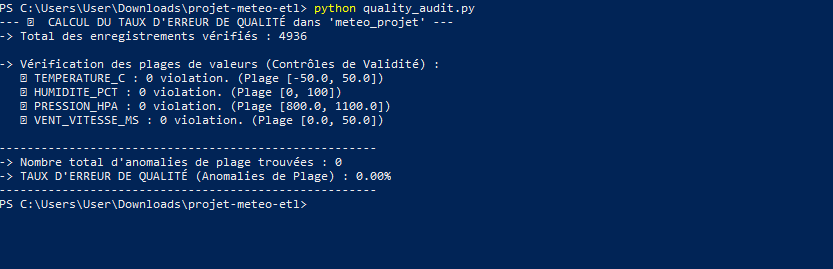 PS C:\Users\User\Downloads\projet-meteo-etl> python quality_audit.py
--- � CALCUL DU TAUX D'ERREUR DE QUALITÉ dans 'meteo_projet' ---
-> Total des enregistrements vérifiés : 4936
-> Vérification des plages de valeurs (Contrôles de Validité) :
� TEMPERATURE_C : 0 violation. (Plage [-50.0, 50.0])
� HUMIDITE_PCT : 0 violation. (Plage [0, 100])
� PRESSION_HPA : 0 violation. (Plage [800.0, 1100.0])
� VENT_VITESSE_MS : 0 violation. (Plage [0.0, 50.0])
------------------------------------------------------
-> Nombre total d'anomalies de plage trouvées : 0
-> TAUX D'ERREUR DE QUALITÉ (Anomalies de Plage) : 0.00%
------------------------------------------------------
PS C:\Users\User\Downloads\projet-meteo-etl>